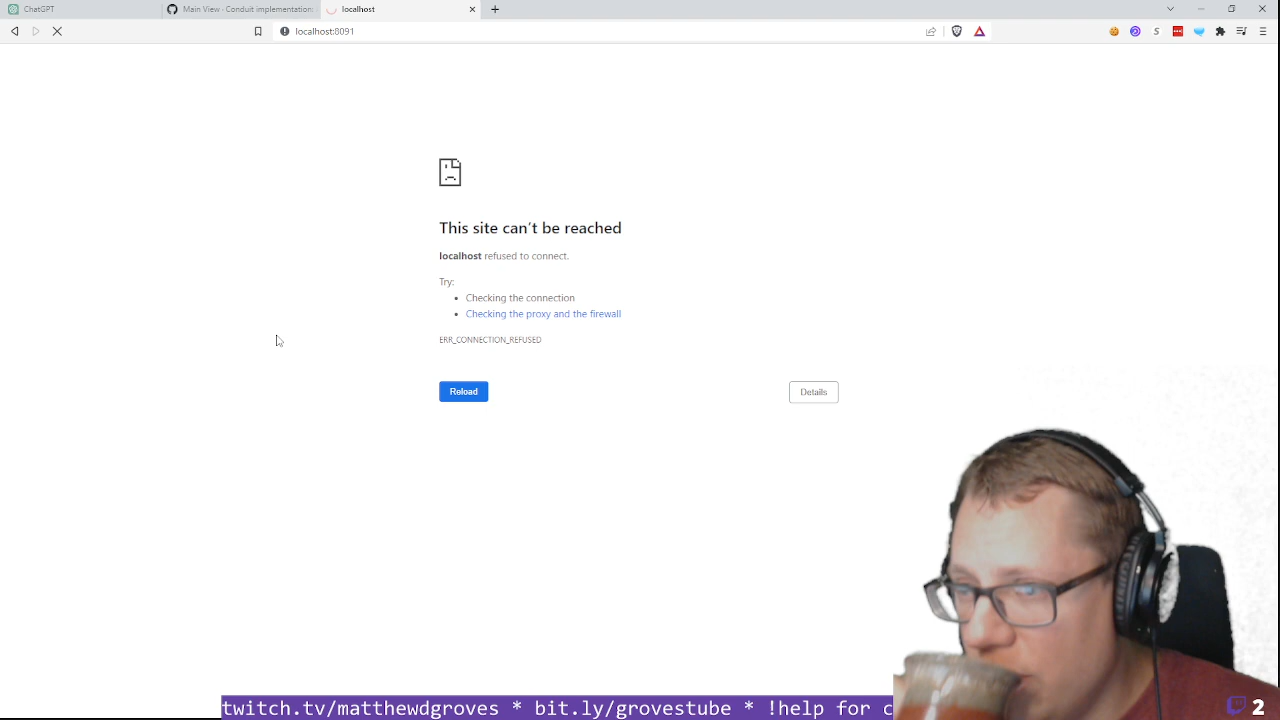 ChatGPT
Main View - Conduit implementation:
localhost
localhost:8091
This site can't be reached
localhost refused to connect.
Try:
Checking the connection
Checking the proxy and the firewall
ERR_CONNECTION_REFUSED
Reload
Details
twitch.tv/matthewdgroves * bit.ly/grovestube * !help for c
2